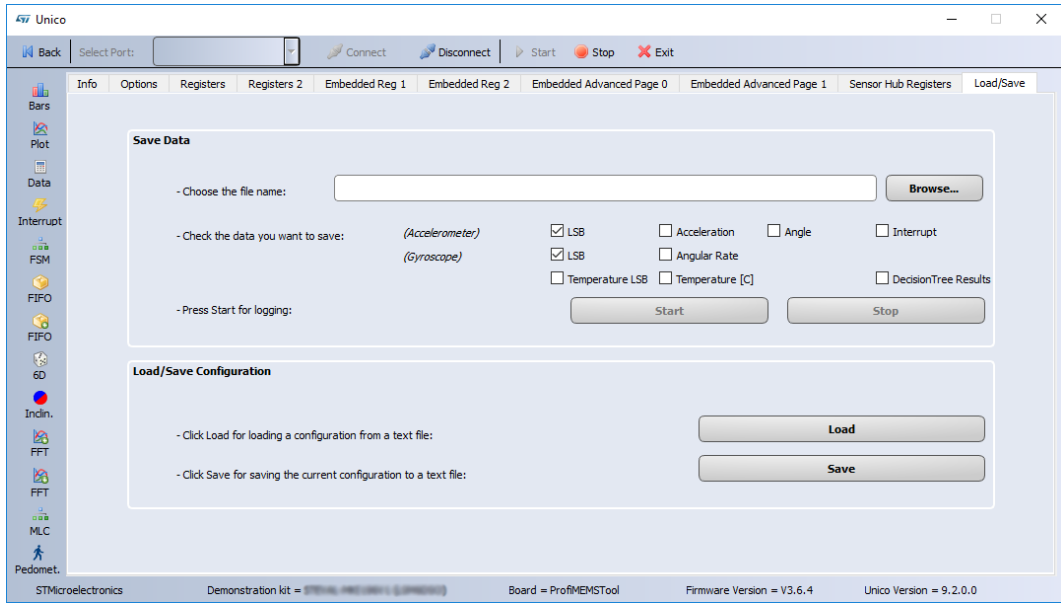 Unico
Back Select Port: Connect Disconnect Start Stop Exit
Info Options Registers Registers 2 Embedded Reg 1 Embedded Reg 2 Embedded Advanced Page 0 Embedded Advanced Page 1 Sensor Hub Registers Load/Save
Bars
Plot
Data
Interrupt
FSM
FIFO
FIFO
6D
Inclin.
FFT
FFT
MLC
Pedomet.
Save Data
- Choose the file name: Browse...
- Check the data you want to save: (Accelerometer) LSB Acceleration Angle Interrupt
(Gyroscope) LSB Angular Rate
Temperature LSB Temperature [C] DecisionTree Results
- Press Start for logging: Start Stop
Load/Save Configuration
- Click Load for loading a configuration from a text file: Load
- Click Save for saving the current configuration to a text file: Save
STMicroelectronics Demonstration kit = Board = ProfiMEMSTool Firmware Version = V3.6.4 Unico Version = 9.2.0.0